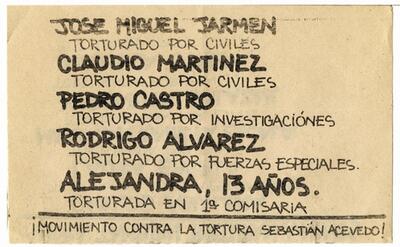 JOSE MIGUEL JARMEN
TORTURADO POR CIVILES
CLAUDIO MARTINEZ
TORTURADO POR CIVILES
PEDRO CASTRO
TORTURADO POR INVESTIGACIÓNES
RODRIGO ALVAREZ
TORTURADO POR FUERZAS ESPECIALES.
ALEJANDRA, 13 AÑOS.
TORTURADA EN 1ª COMISARIA
¡MOVIMIENTO CONTRA LA TORTURA SEBASTIÁN ACEVEDO!